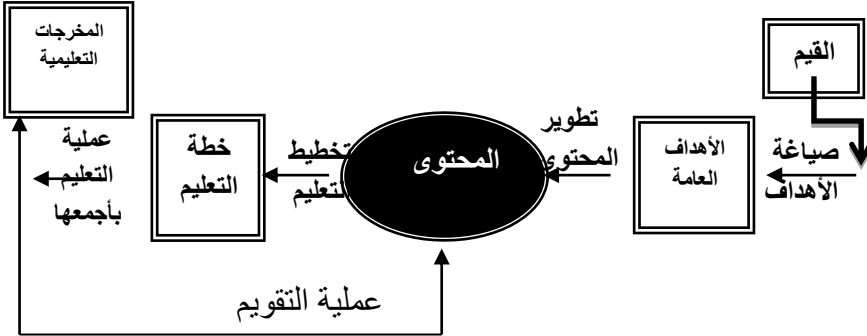 القيم
صياغة
الأهداف
الأهداف
العامة
تطوير
المحتوى
المحتوى
تخطيط
التعليم
خطة
التعليم
عملية
التعليم
بأجمعها
المخرجات
التعليمية
عملية التقويم